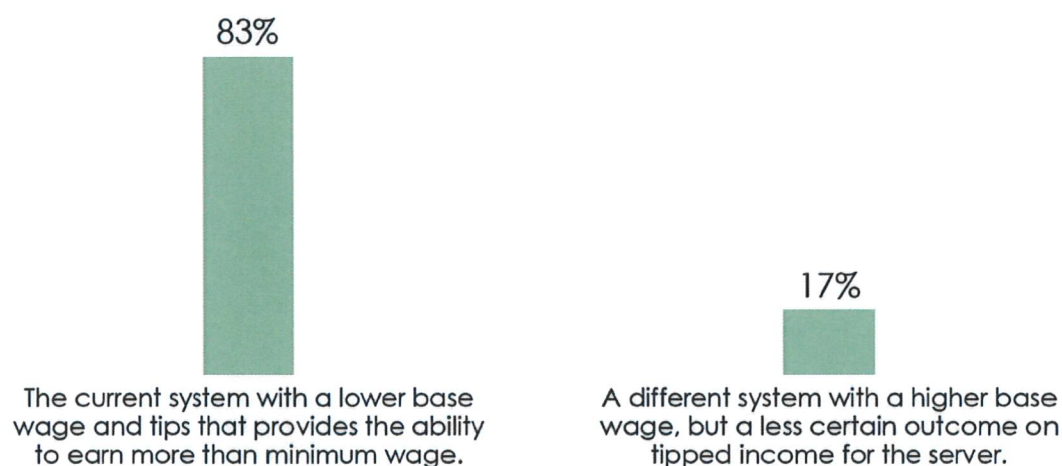 83%
17%
The current system with a lower base
wage and tips that provides the ability
to earn more than minimum wage.
A different system with a higher base
wage, but a less certain outcome on
tipped income for the server.